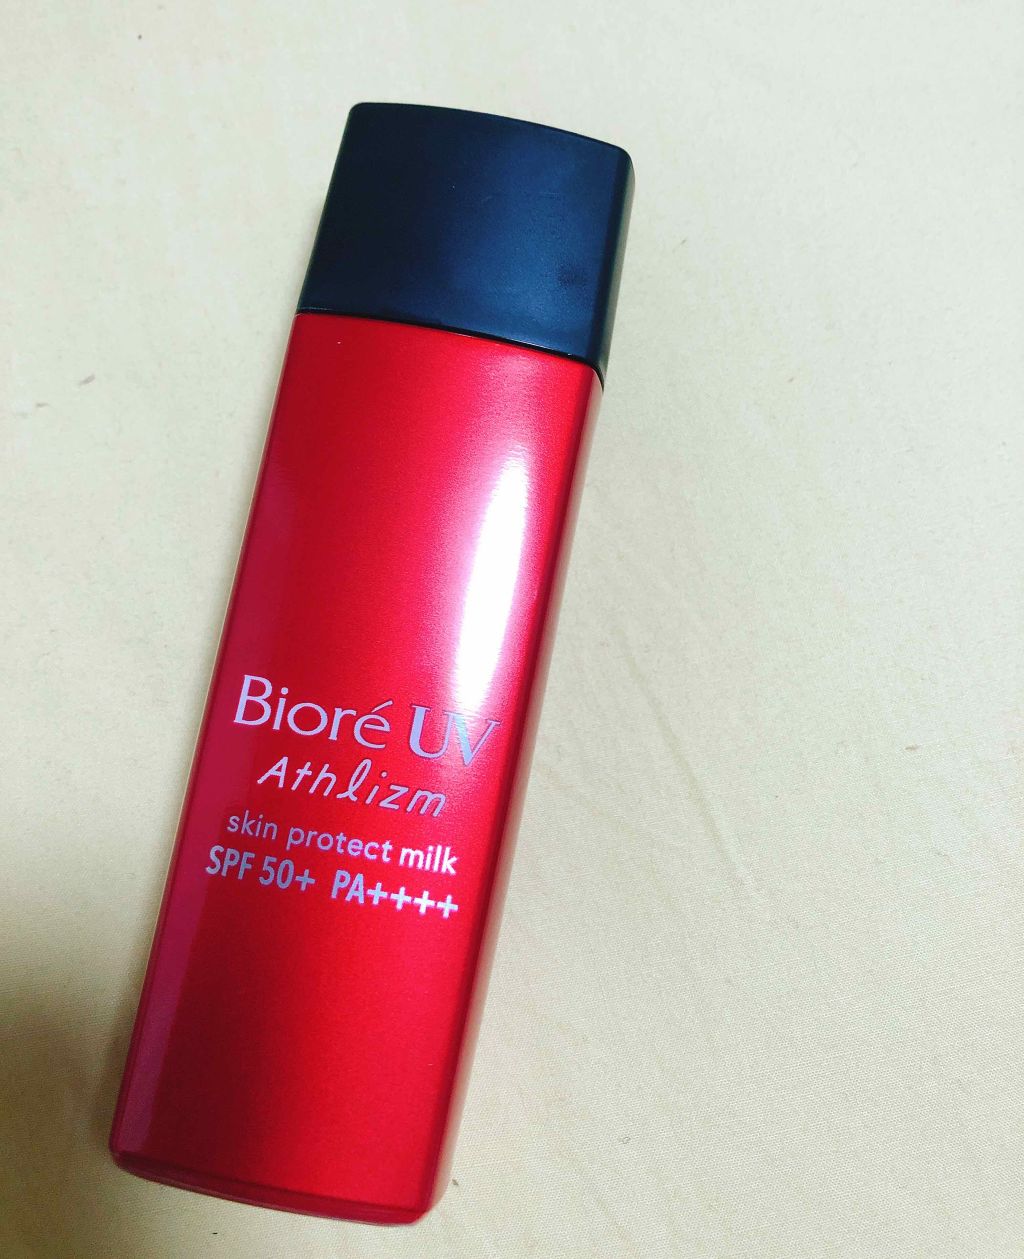 Bioré UV
Athlizm
skin protect milk
SPF 50+ PA++++